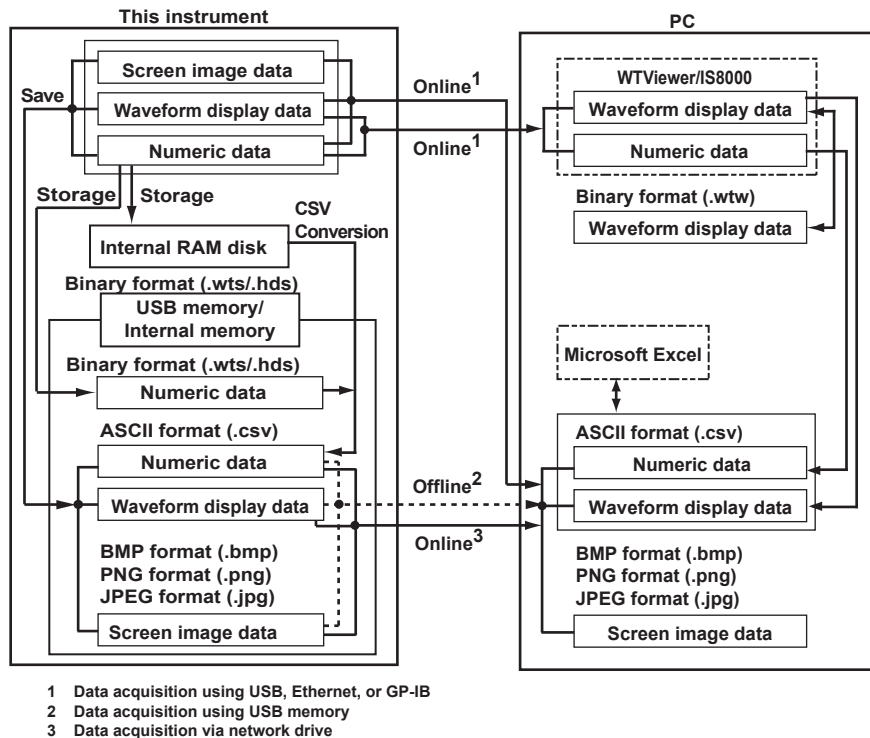 This instrument
Screen image data
Save
Waveform display data
Numeric data
Storage
Storage
CSV
Conversion
Internal RAM disk
Binary format (.wts/.hds)
USB memory/
Internal memory
Binary format (.wts/.hds)
Numeric data
ASCII format (.csv)
Numeric data
Waveform display data
BMP format (.bmp)
PNG format (.png)
JPEG format (.jpg)
Screen image data
Online1
Online1
Offline2
Online3
PC
WTViewer/IS8000
Waveform display data
Numeric data
Binary format (.wtw)
Waveform display data
Microsoft Excel
ASCII format (.csv)
Numeric data
Waveform display data
BMP format (.bmp)
PNG format (.png)
JPEG format (.jpg)
Screen image data
1 Data acquisition using USB, Ethernet, or GP-IB
2 Data acquisition using USB memory
3 Data acquisition via network drive